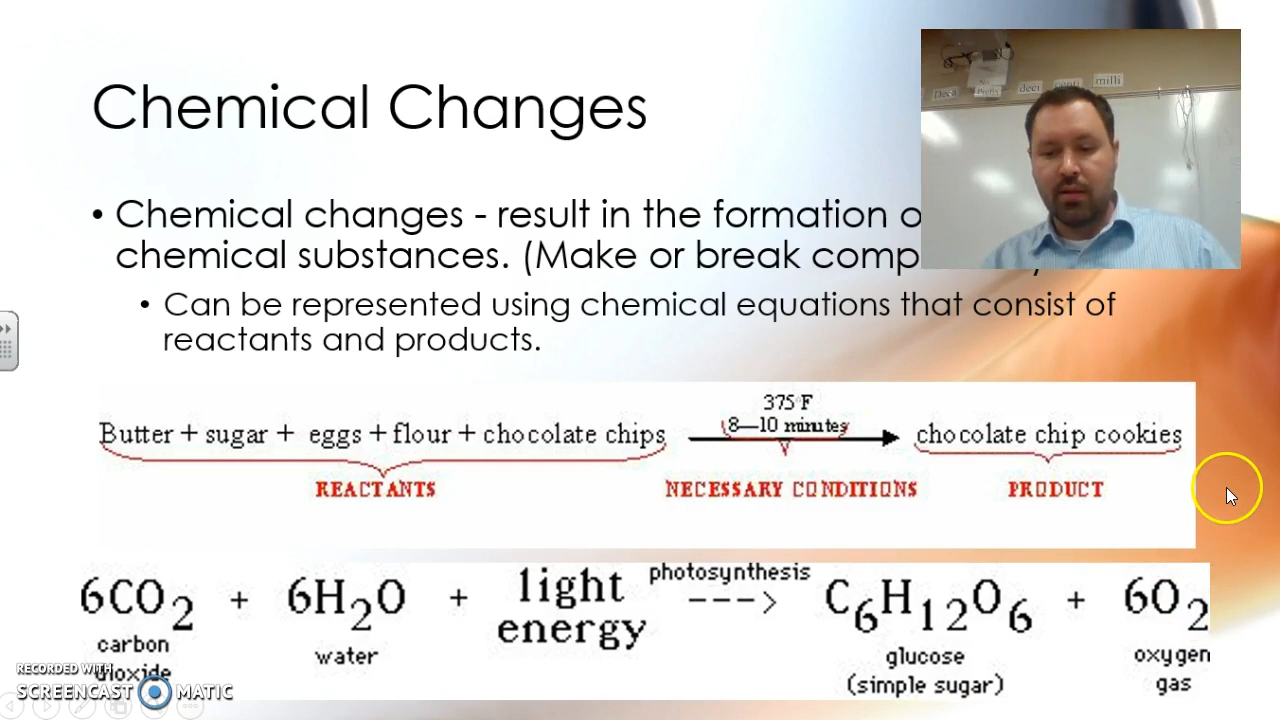 Chemical Changes
deci
milli
• Chemical changes - result in the formation
chemical substances. (Make or break
• Can be represented using chemical equations that consist of
reactants and products.
375°F
8—10 minutes
Butter + sugar + eggs + flour + chocolate chips
chocolate chip cookies
REACTANTS
NECESSARY CONDITIONS
PRODUCT
6CO2 + 6H2O + light energy photosynthesis ---> C6H12O6 + 6O2
carbon dioxide
water
glucose
(simple sugar)
oxygen
gas
RECORDED WITH
SCREENCAST MATIC